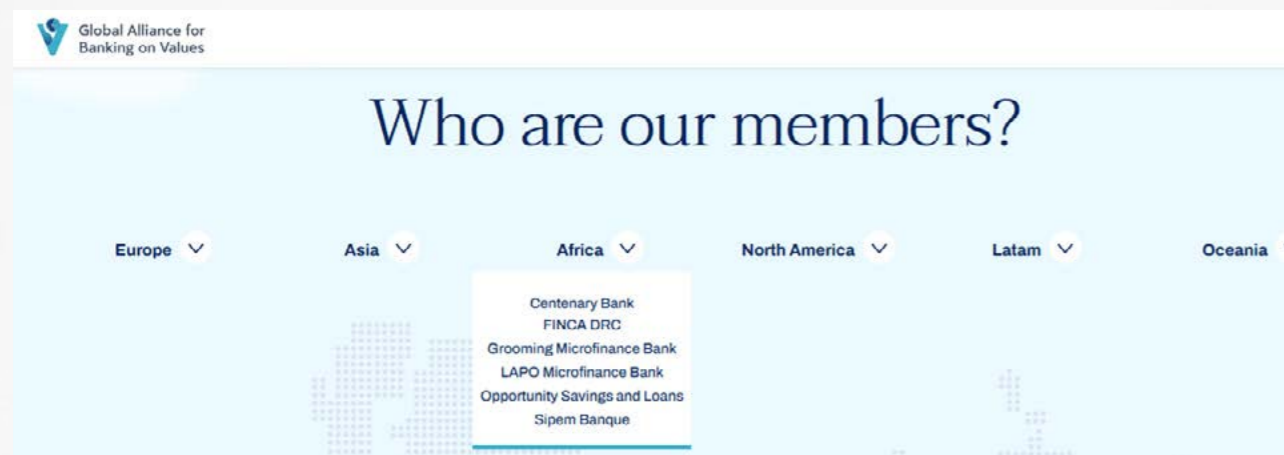 Global Alliance for
Banking on Values
Who are our members?
Europe
Asia
Africa
North America
Latam
Oceania
Centenary Bank
FINCA DRC
Grooming Microfinance Bank
LAPO Microfinance Bank
Opportunity Savings and Loans
Sipem Banque